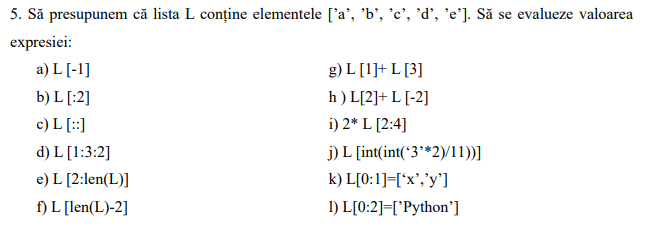 5. Să presupunem că lista L conține elementele [’a’, ’b’, ’c’, ’d’, ’e’]. Să se evalueze valoarea
expresiei:
a) L [-1]
b) L [:2]
c) L [::]
d) L [1:3:2]
e) L [2:len(L)]
f) L [len(L)-2]
g) L [1]+ L [3]
h ) L[2]+ L [-2]
i) 2* L [2:4]
j) L [int(int(‘3’*2)/11))]
k) L[0:1]=[‘x’,’y’]
l) L[0:2]=[’Python’]